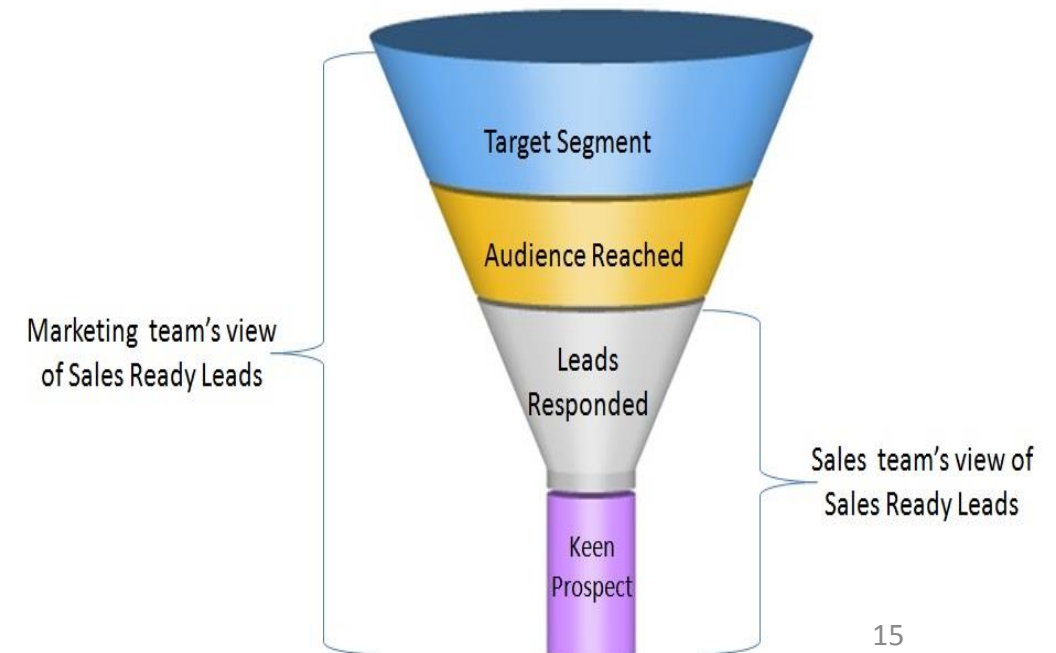 Target Segment
Audience Reached
Marketing team's view
of Sales Ready Leads
Leads
Responded
Sales team's view of
Sales Ready Leads
Keen
Prospect
15